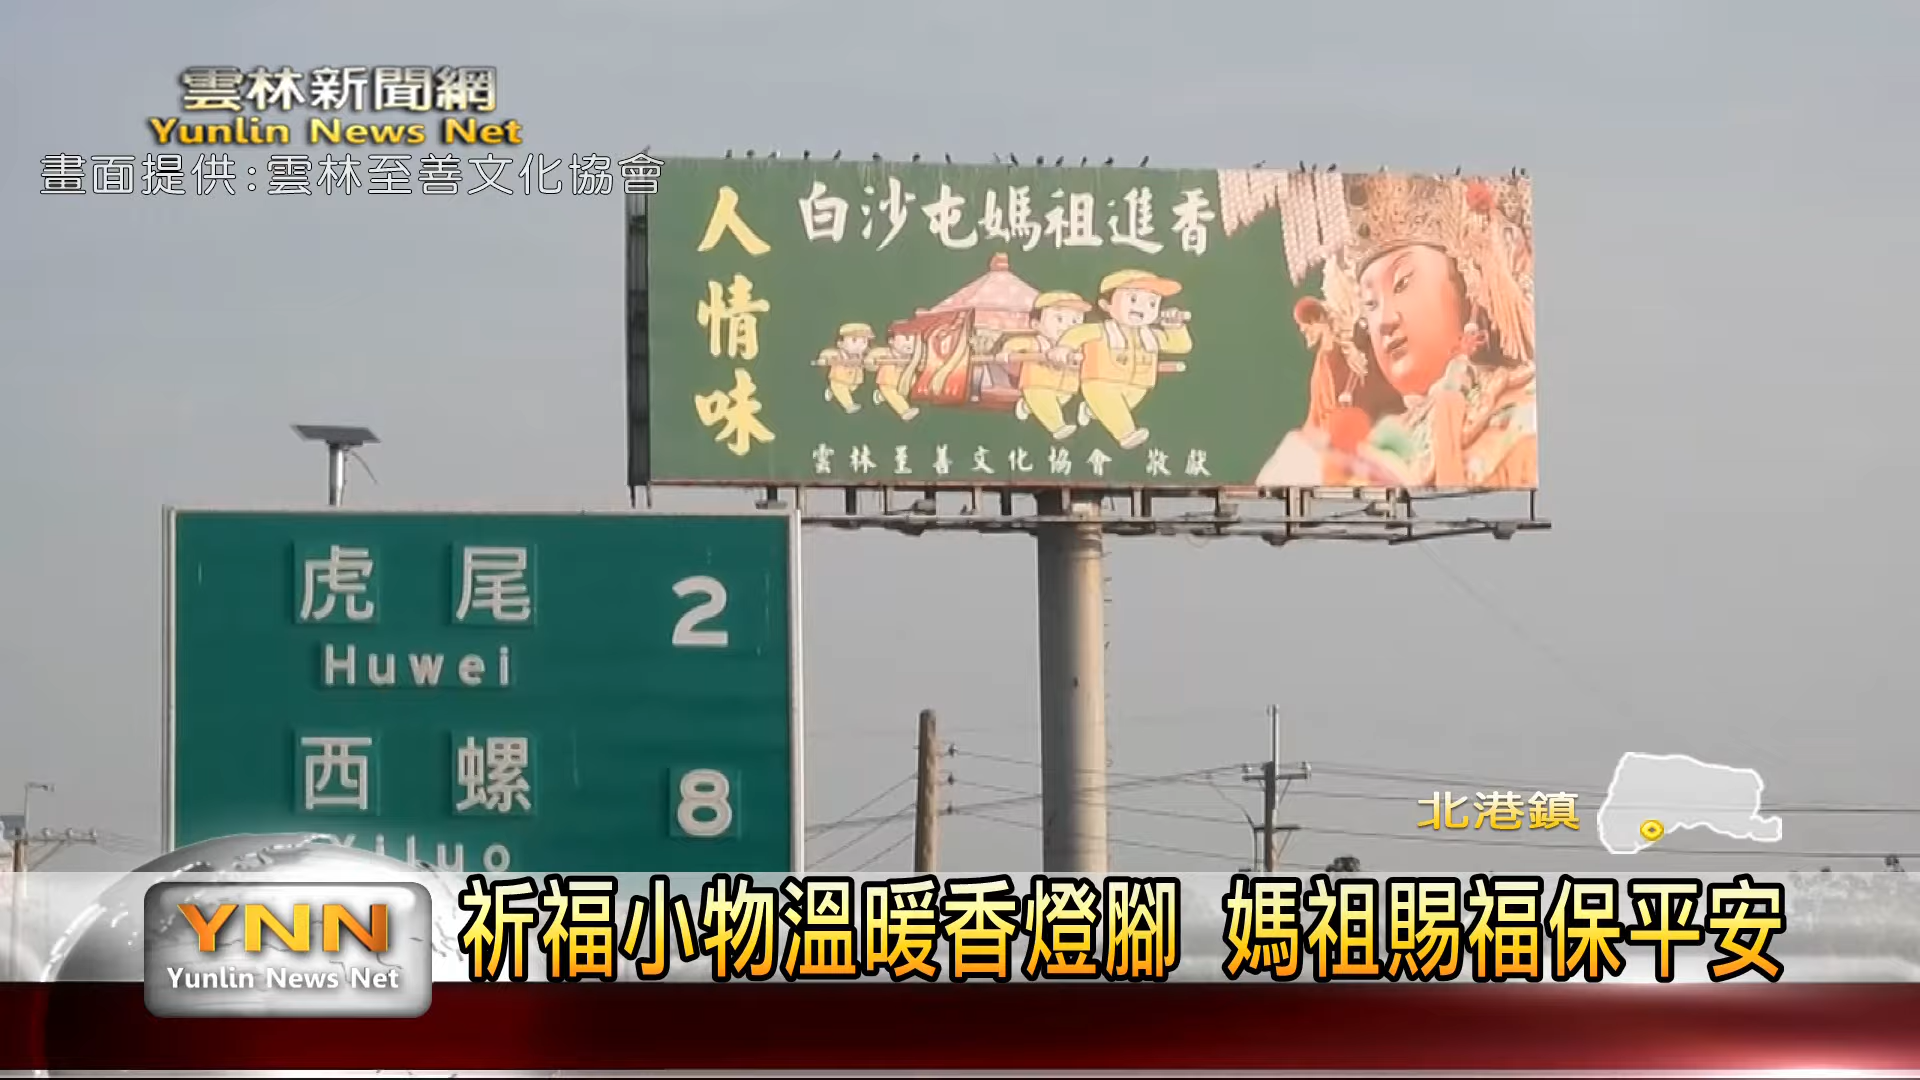 雲林新聞網
Yunlin News Net
畫面提供:雲林至善文化協會
人情味
白沙屯媽祖進香
雲林至善文化協會 敬獻
虎尾 2
Huwei
西螺 8
Xiluo
北港鎮
YNN
Yunlin News Net
祈福小物溫暖香燈腳 媽祖賜福保平安